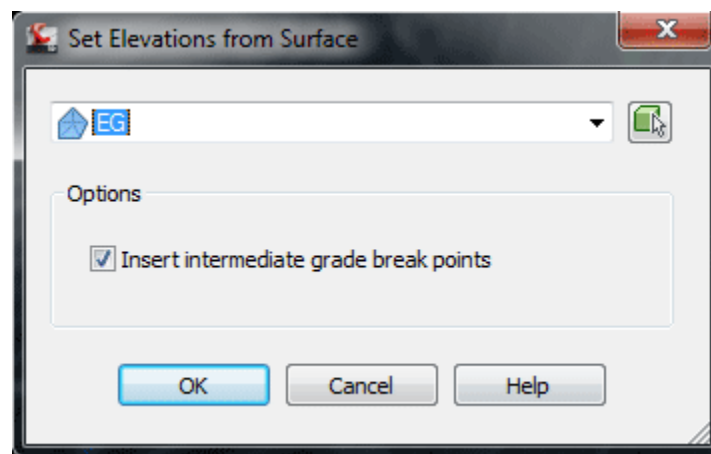 Set Elevations from Surface
EG
Options
Insert intermediate grade break points
OK Cancel Help